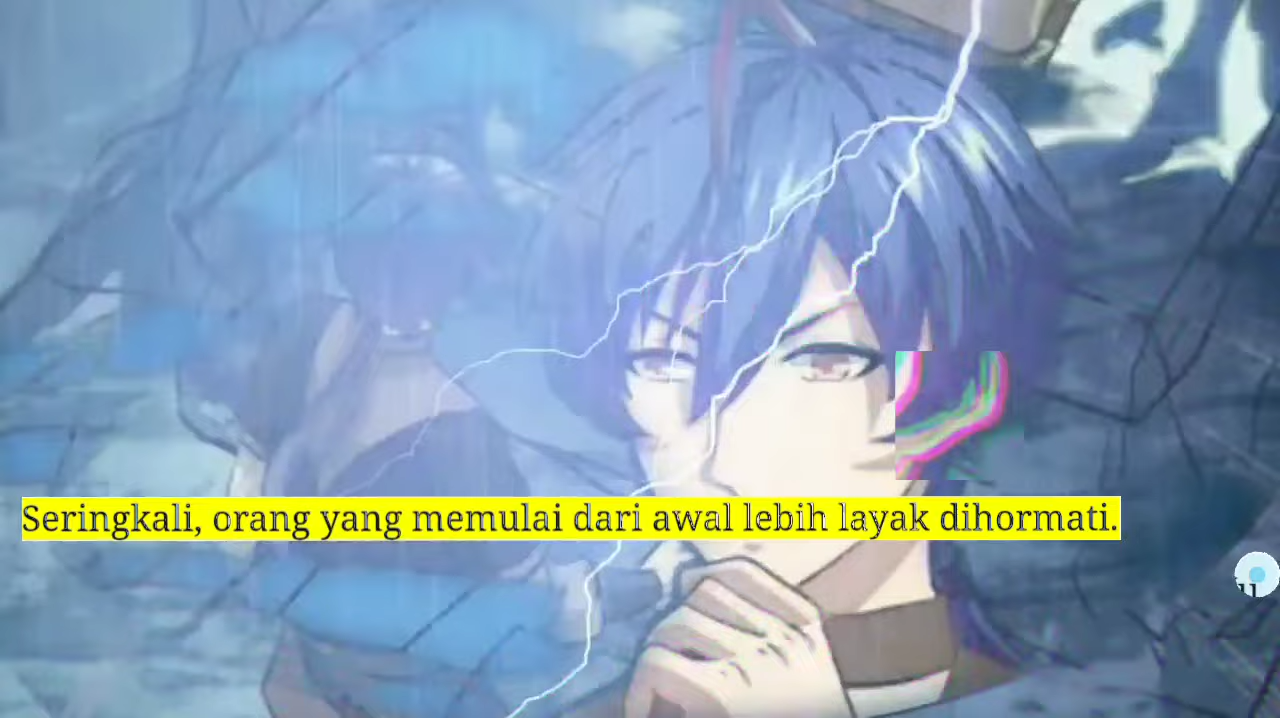 Seringkali, orang yang memulai dari awal lebih layak dihormati.